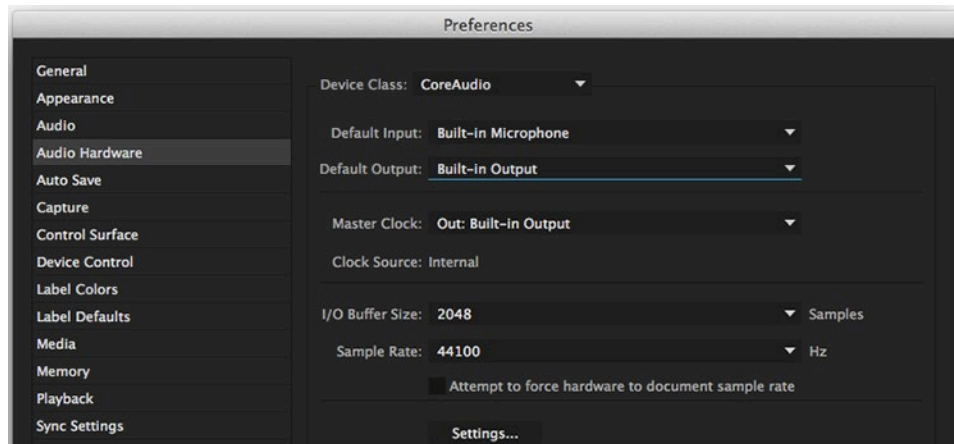 Preferences
General
Appearance
Audio
Audio Hardware
Auto Save
Capture
Control Surface
Device Control
Label Colors
Label Defaults
Media
Memory
Playback
Sync Settings
Device Class: CoreAudio
Default Input: Built-in Microphone
Default Output: Built-in Output
Master Clock: Out: Built-in Output
Clock Source: Internal
I/O Buffer Size: 2048 Samples
Sample Rate: 44100 Hz
Attempt to force hardware to document sample rate
Settings...